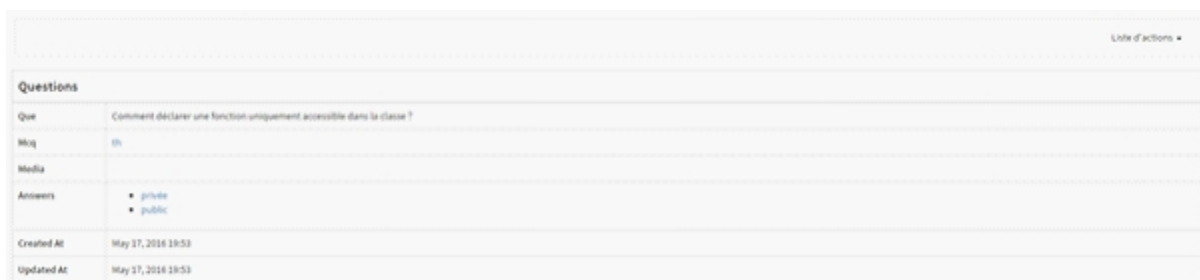 Liste d'actions
Questions
Que Comment déclarer une fonction uniquement accessible dans la classe ?
Mcq
Media
Answers
privée
public
Created At May 17, 2016 19:53
Updated At May 17, 2016 19:53